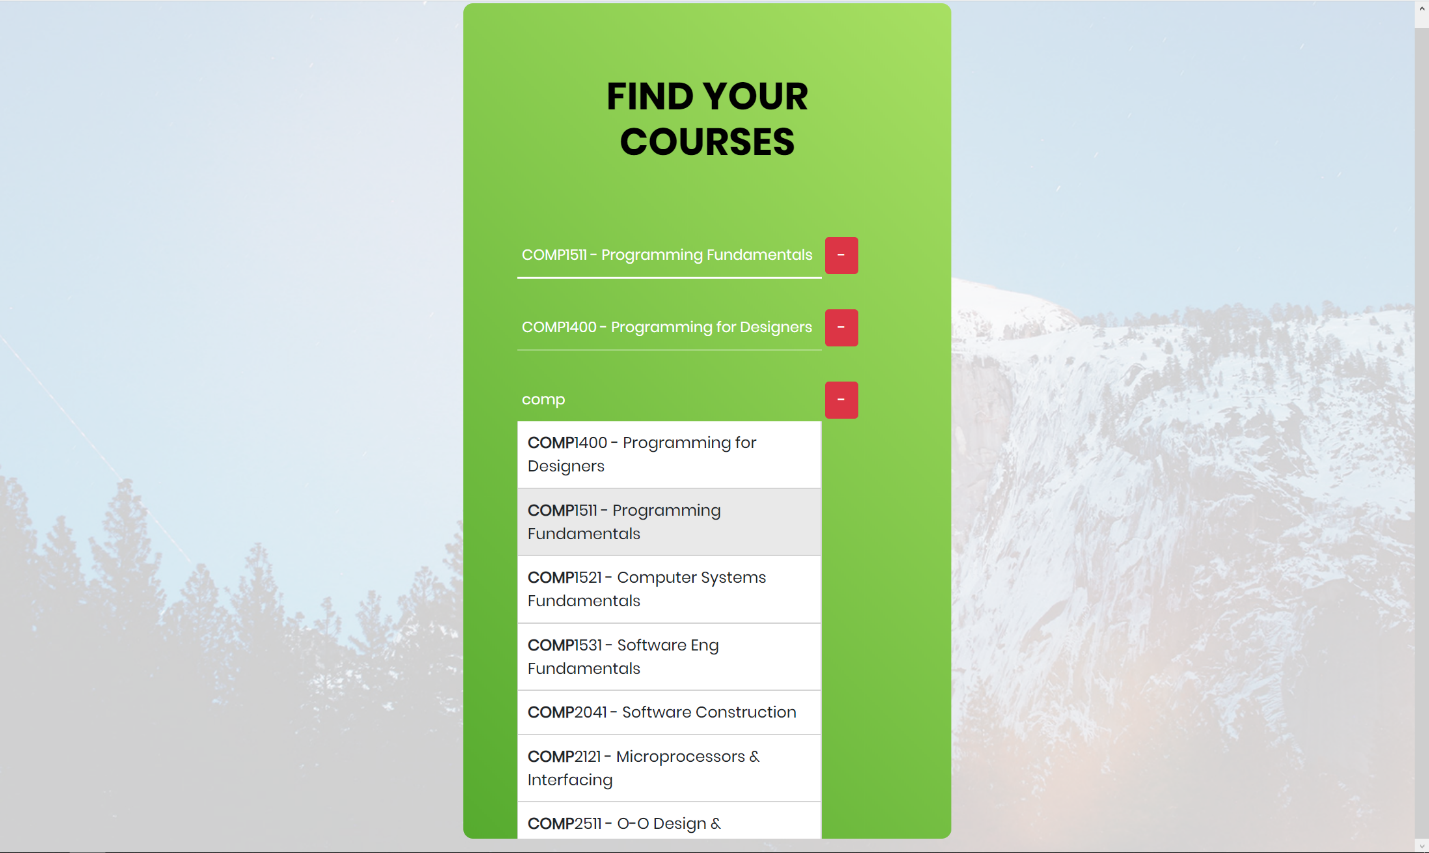 FIND YOUR
COURSES
COMP1511 - Programming Fundamentals
-
COMP1400 - Programming for Designers
-
comp
-
COMP1400 - Programming for
Designers
COMP1511 - Programming
Fundamentals
COMP1521 - Computer Systems
Fundamentals
COMP1531 - Software Eng
Fundamentals
COMP2041 - Software Construction
COMP2121 - Microprocessors &
Interfacing
COMP2511 - O-O Design &